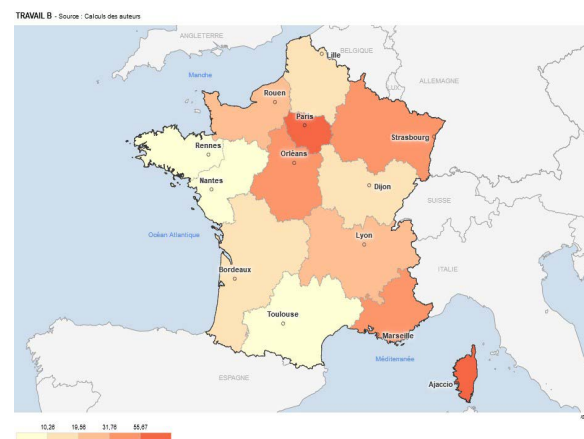 TRAVAIL B - Source : Calculs des auteurs
ANGLETERRE
BELGIQUE
Lille
Manche
LUX.
ALLEMAGNE
Rouen
Paris
Strasbourg
Rennes
Orléans
Nantes
Dijon
SUISSE
Océan Atlantique
Lyon
ITALIE
Bordeaux
Toulouse
Marseille
Méditerranée
ESPAGNE
Ajaccio
10,26 19,56 31,76 55,67